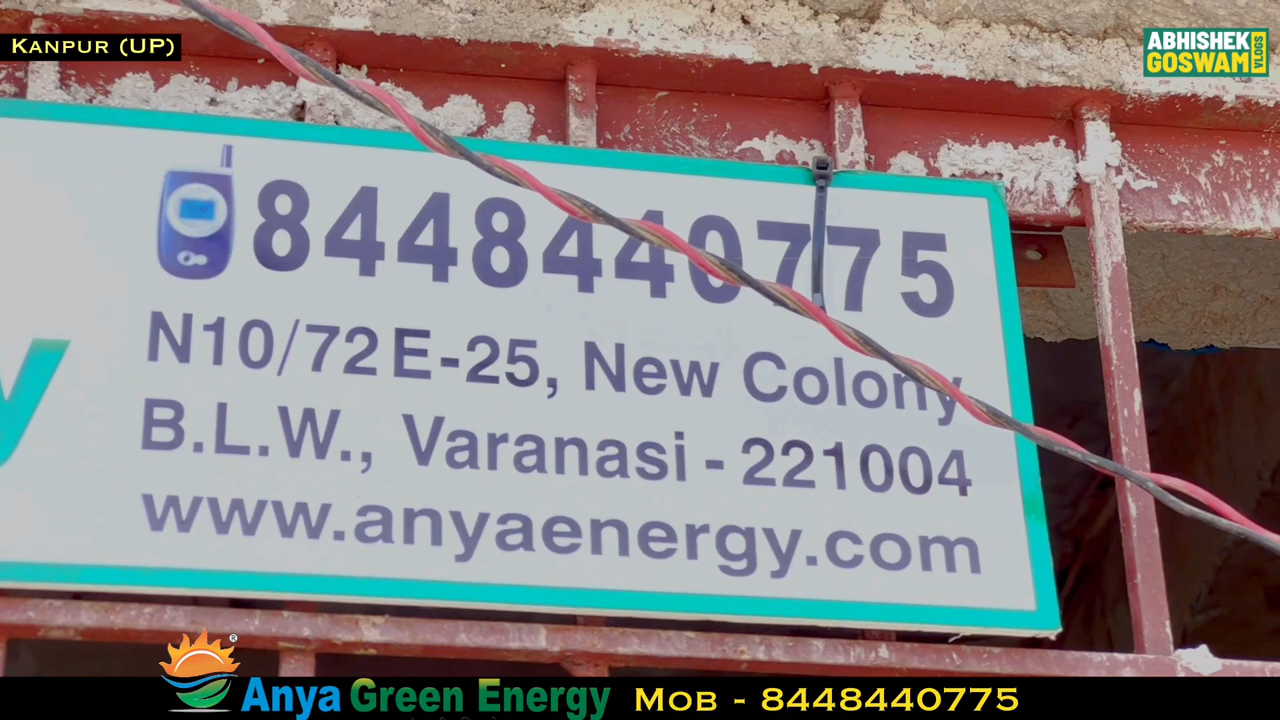 KANPUR (UP)
ABHISHEK
GOSWAMI
VLOGS
8448440775
N10/72E-25, New Colony
B.L.W., Varanasi - 221004
www.anyaenergy.com
Anya Green Energy ®
MOB - 8448440775